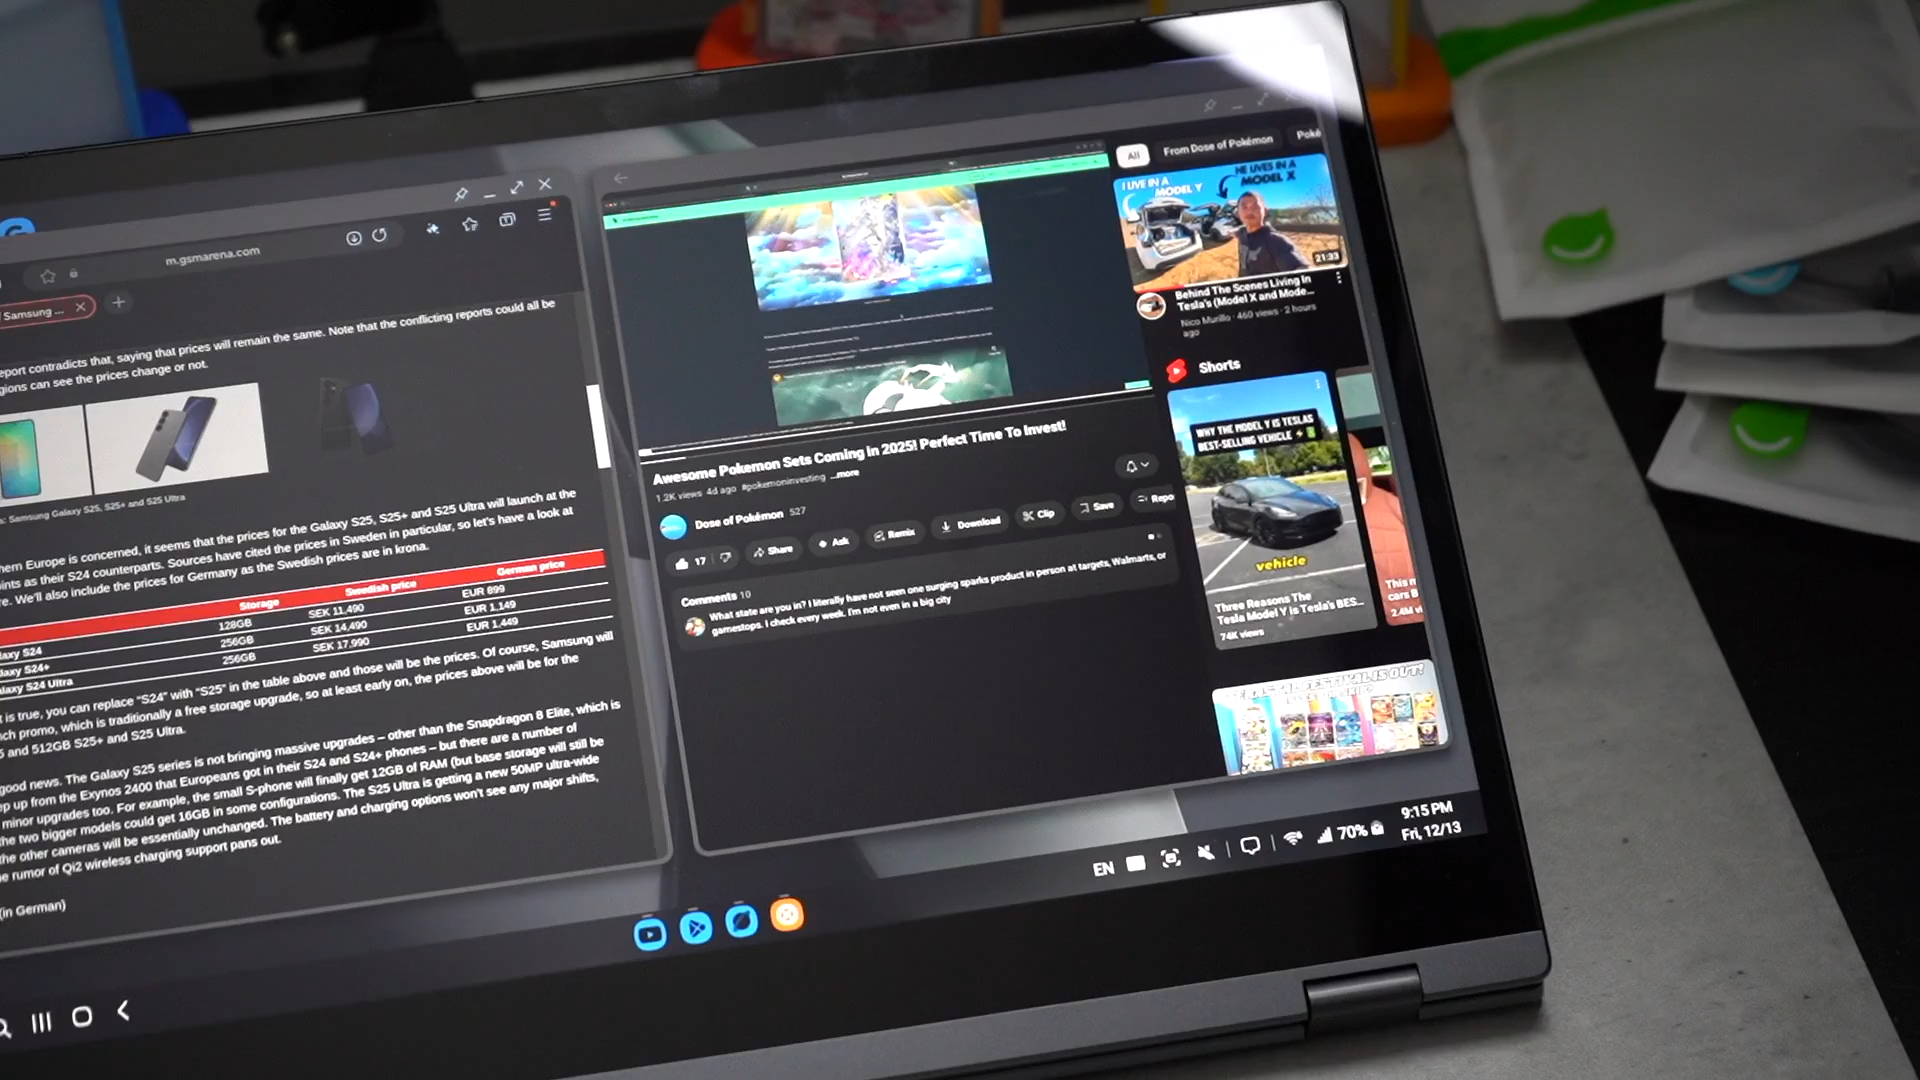 m.gsmarena.com
Samsung ...
eport contradicts that, saying that prices will remain the same. Note that the conflicting reports could all be
gions can see the prices change or not.
s: Samsung Galaxy S25, S25+ and S25 Ultra
hern Europe is concerned, it seems that the prices for the Galaxy S25, S25+ and S25 Ultra will launch at the
ints as their S24 counterparts. Sources have cited the prices in Sweden in particular, so let's have a look at
re. We'll also include the prices for Germany as the Swedish prices are in krona.
Storage Swedish price German price
laxy S24 128GB SEK 11,490 EUR 899
laxy S24+ 256GB SEK 14,490 EUR 1,149
laxy S24 Ultra 256GB SEK 17,990 EUR 1,449
t is true, you can replace "S24" with "S25" in the table above and those will be the prices. Of course, Samsung will
nch promo, which is traditionally a free storage upgrade, so at least early on, the prices above will be for the
5 and 512GB S25+ and S25 Ultra.
good news. The Galaxy S25 series is not bringing massive upgrades – other than the Snapdragon 8 Elite, which is
ep up from the Exynos 2400 that Europeans got in their S24 and S24+ phones – but there are a number of
minor upgrades too. For example, the small S-phone will finally get 12GB of RAM (but base storage will still be
the two bigger models could get 16GB in some configurations. The S25 Ultra is getting a new 50MP ultra-wide
the other cameras will be essentially unchanged. The battery and charging options won't see any major shifts,
e rumor of Qi2 wireless charging support pans out.
(in German)
Awesome Pokemon Sets Coming In 2025! Perfect Time To Invest!
1.2K views 4d ago #pokemoninvesting ...more
Dose of Pokémon 527
17 Share Ask Remix Download Clip Save Repo
Comments 10
What state are you in? I literally have not seen one surging sparks product in person at targets, Walmarts, or
gamestops. I check every week. I'm not even in a big city
All From Dose of Pokémon Poké
I LIVE IN A
MODEL Y
HE LIVES IN A
MODEL X
21:33
Behind The Scenes Living In
Tesla's (Model X and Mode...
Nico Murillo · 460 views · 2 hours
ago
Shorts
WHY THE MODEL Y IS TESLAS
BEST-SELLING VEHICLE
vehicle
Three Reasons The
Tesla Model Y is Tesla's BES...
74K views
This m
cars B
2.4M vi
EN 70% 9:15 PM
Fri, 12/13